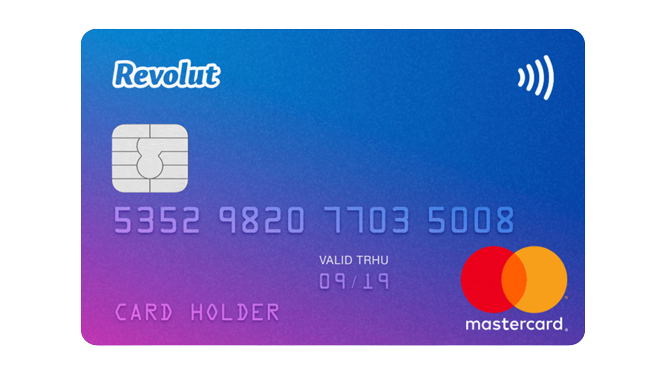 Revolut
5352 9820 7703 5008
VALID TRHU
09/19
CARD HOLDER
mastercard.